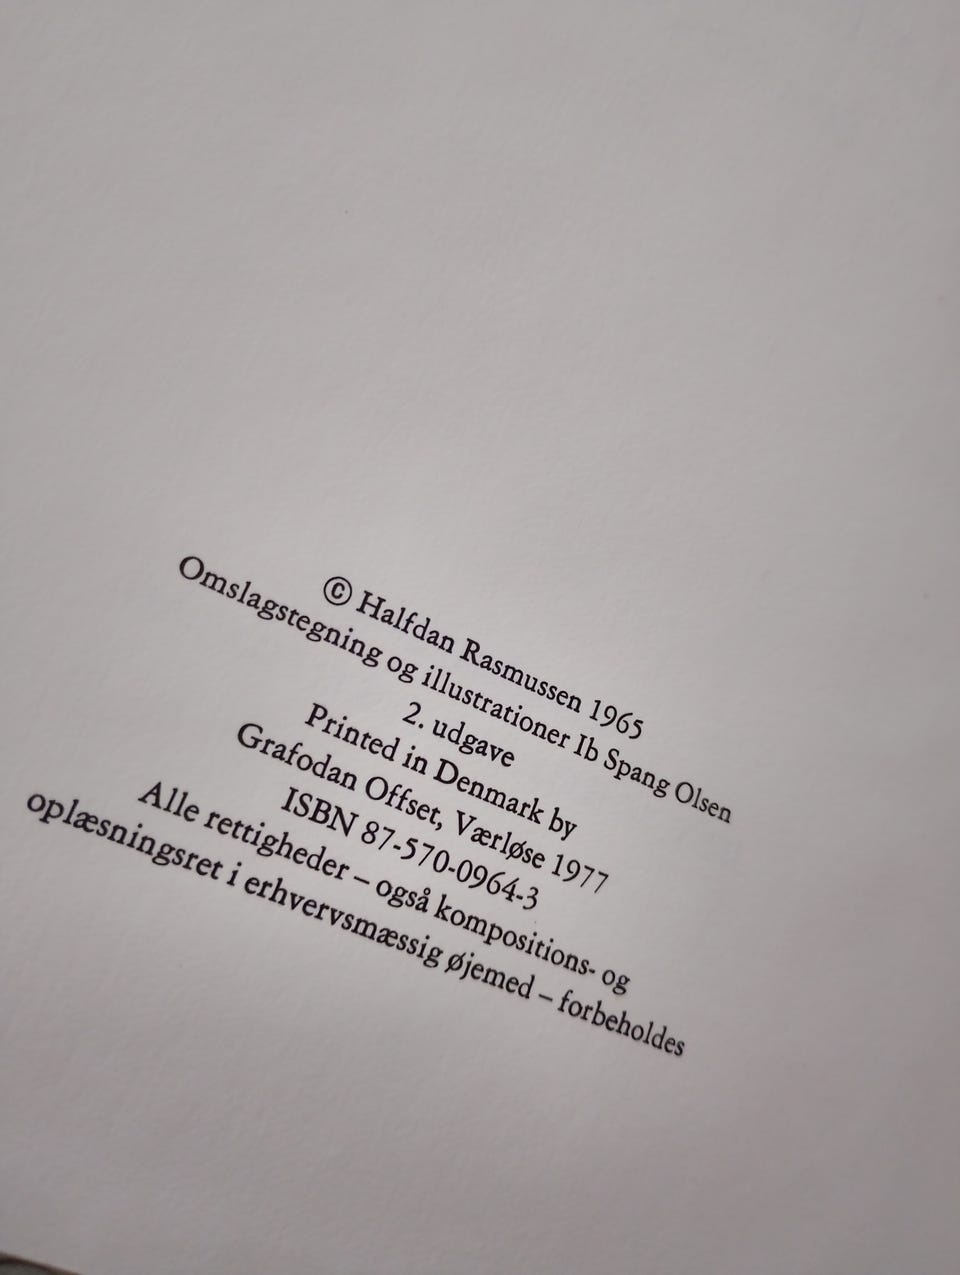 © Halfdan Rasmussen 1965
Omslagstegning og illustrationer Ib Spang Olsen
2. udgave
Printed in Denmark by
Grafodan Offset, Værløse 1977
ISBN 87-570-0964-3
Alle rettigheder – også kompositions- og
oplæsningsret i erhvervsmæssig øjemed – forbeholdes